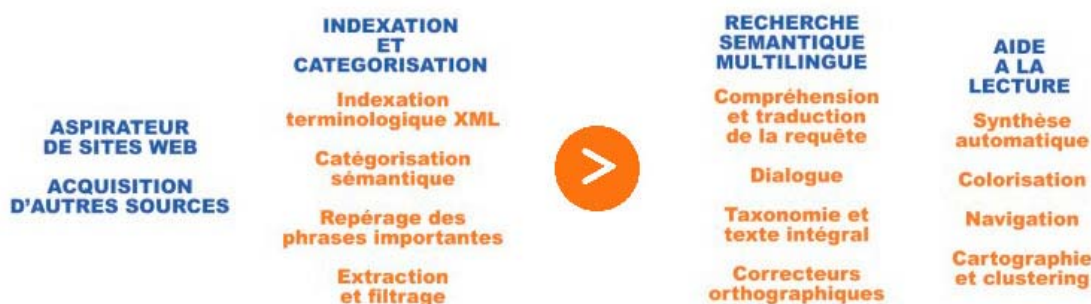 ASPIRATEUR
DE SITES WEB
ACQUISITION
D'AUTRES SOURCES
INDEXATION
ET
CATEGORISATION
Indexation
terminologique XML
Catégorisation
sémantique
Repérage des
phrases importantes
Extraction
et filtrage
>
RECHERCHE
SEMANTIQUE
MULTILINGUE
Compréhension
et traduction
de la requête
Dialogue
Taxonomie et
texte intégral
Correcteurs
orthographiques
AIDE
A LA
LECTURE
Synthèse
automatique
Colorisation
Navigation
Cartographie
et clustering